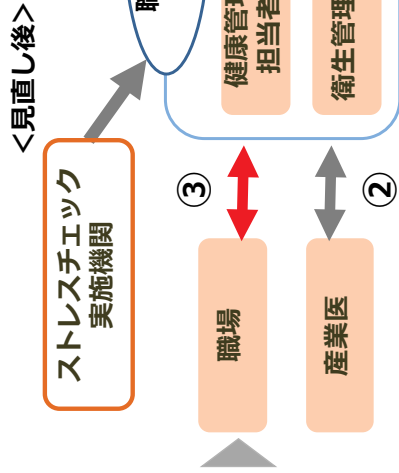 <見直し後>
ストレスチェック
実施機関
職
健康管理
担当者
衛生管理
③
②
職場
産業医